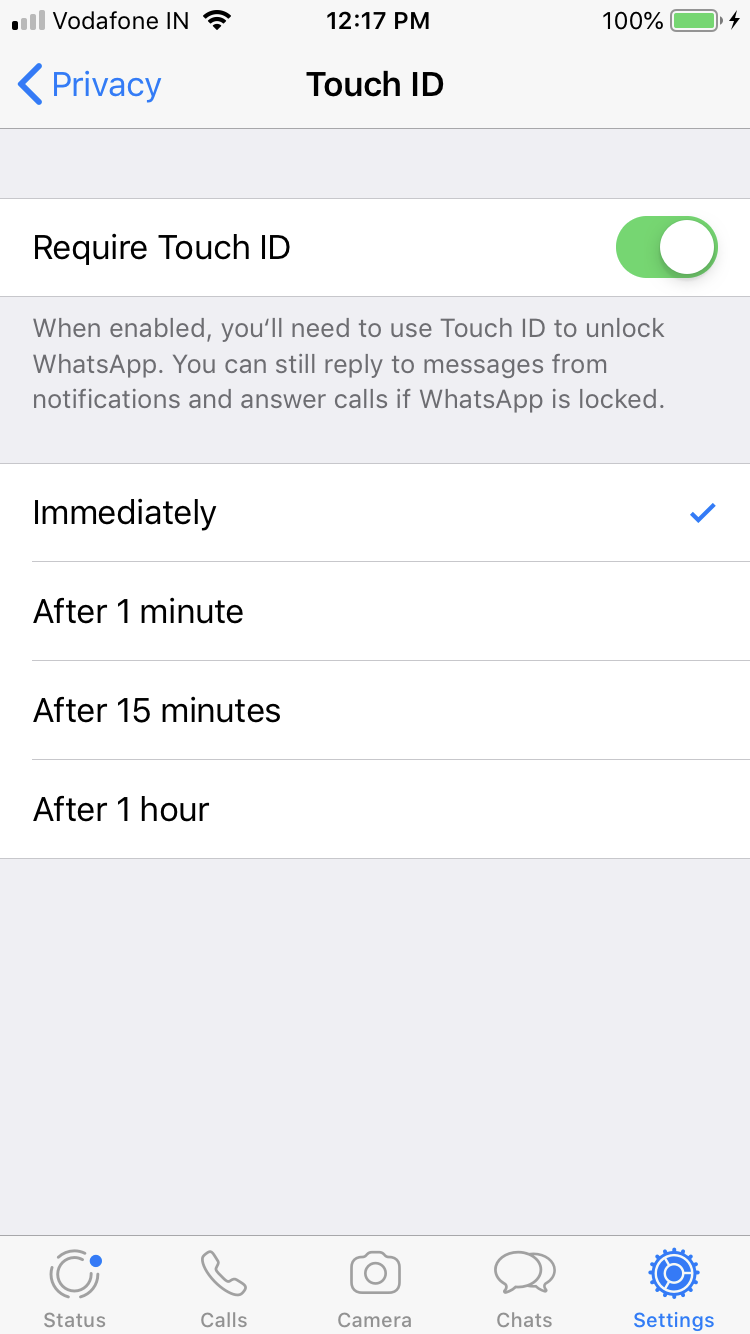 Vodafone IN 12:17 PM 100%
Privacy Touch ID
Require Touch ID
When enabled, you‘ll need to use Touch ID to unlock
WhatsApp. You can still reply to messages from
notifications and answer calls if WhatsApp is locked.
Immediately
After 1 minute
After 15 minutes
After 1 hour
Status Calls Camera Chats Settings